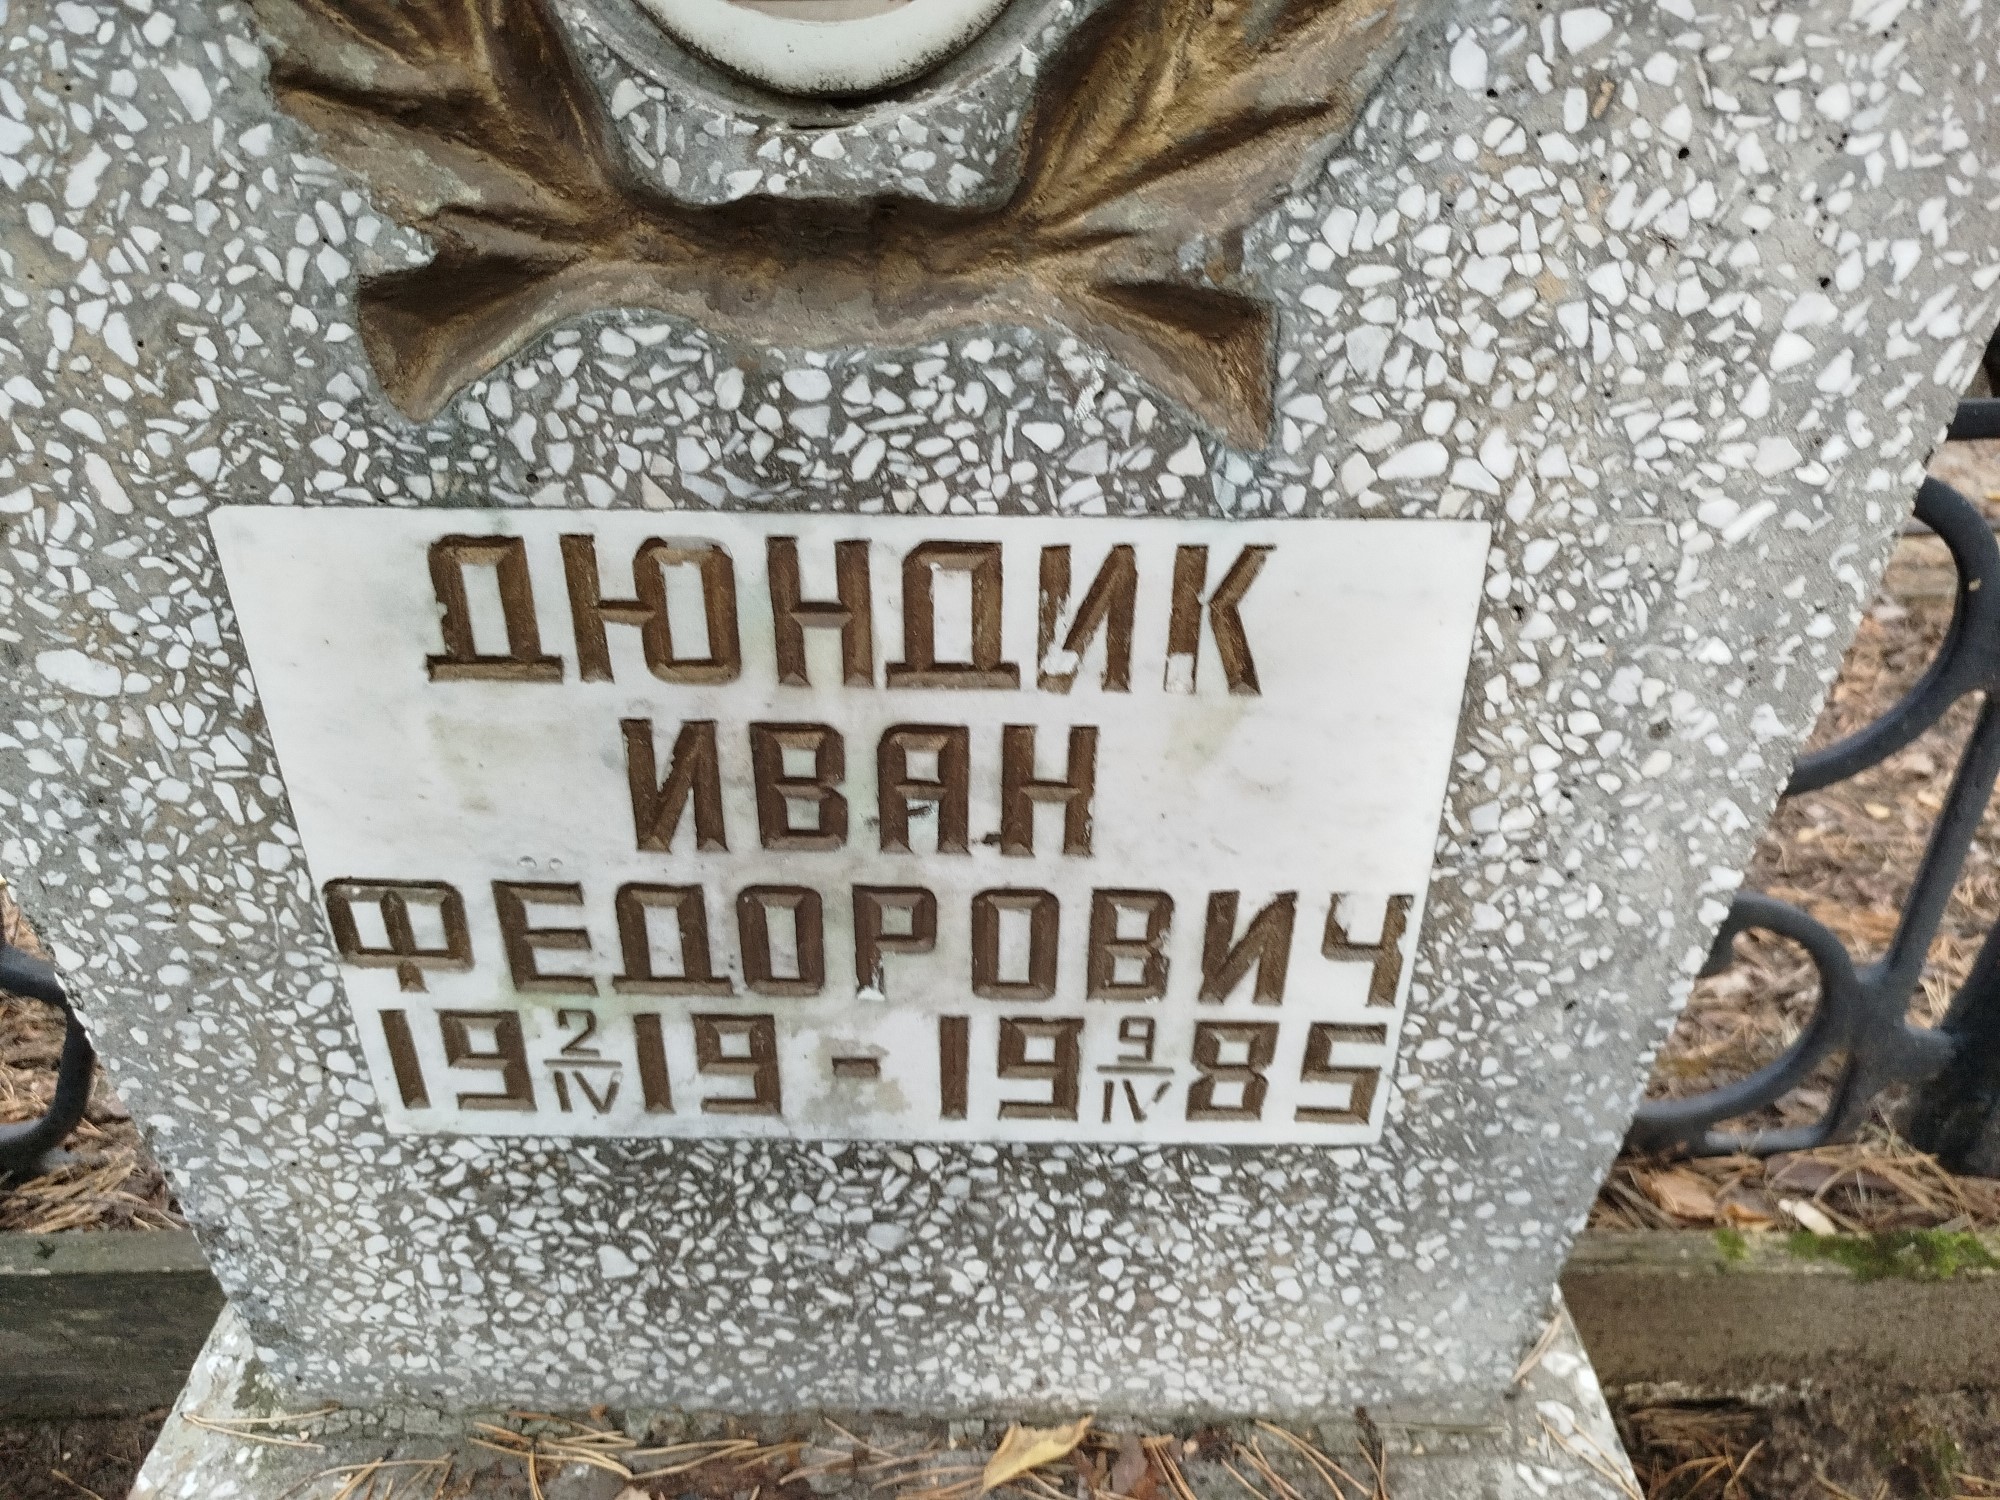 ДЮНДИК
ИВАН
ФЕДОРОВИЧ
19 2/IV 19 - 19 9/IV 85